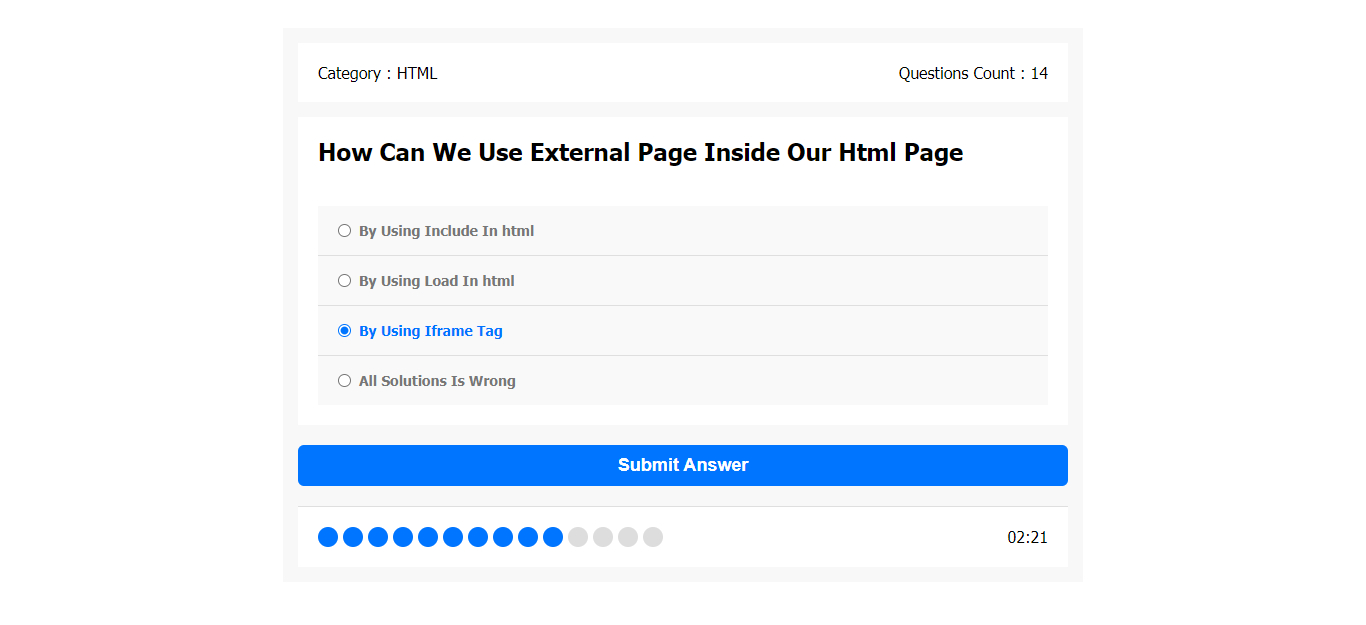 Category : HTML
Questions Count : 14
How Can We Use External Page Inside Our Html Page
By Using Include In html
By Using Load In html
By Using Iframe Tag
All Solutions Is Wrong
Submit Answer
02:21